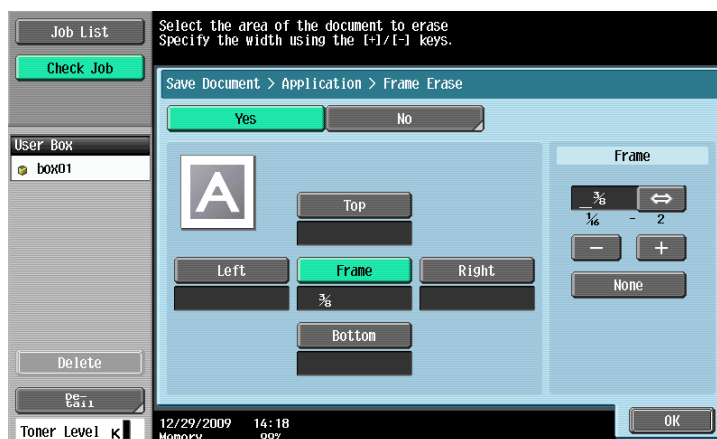 Job List
Check Job
Select the area of the document to erase
Specify the width using the [+]/[-] keys.
Save Document > Application > Frame Erase
Yes
No
User Box
box01
A
Top
Left
Frame
Right
⅜
Bottom
Frame
⅜
1/16 - 2
−
+
None
Delete
De-
tail
Toner Level K
12/29/2009 14:18
Memory 99%
OK